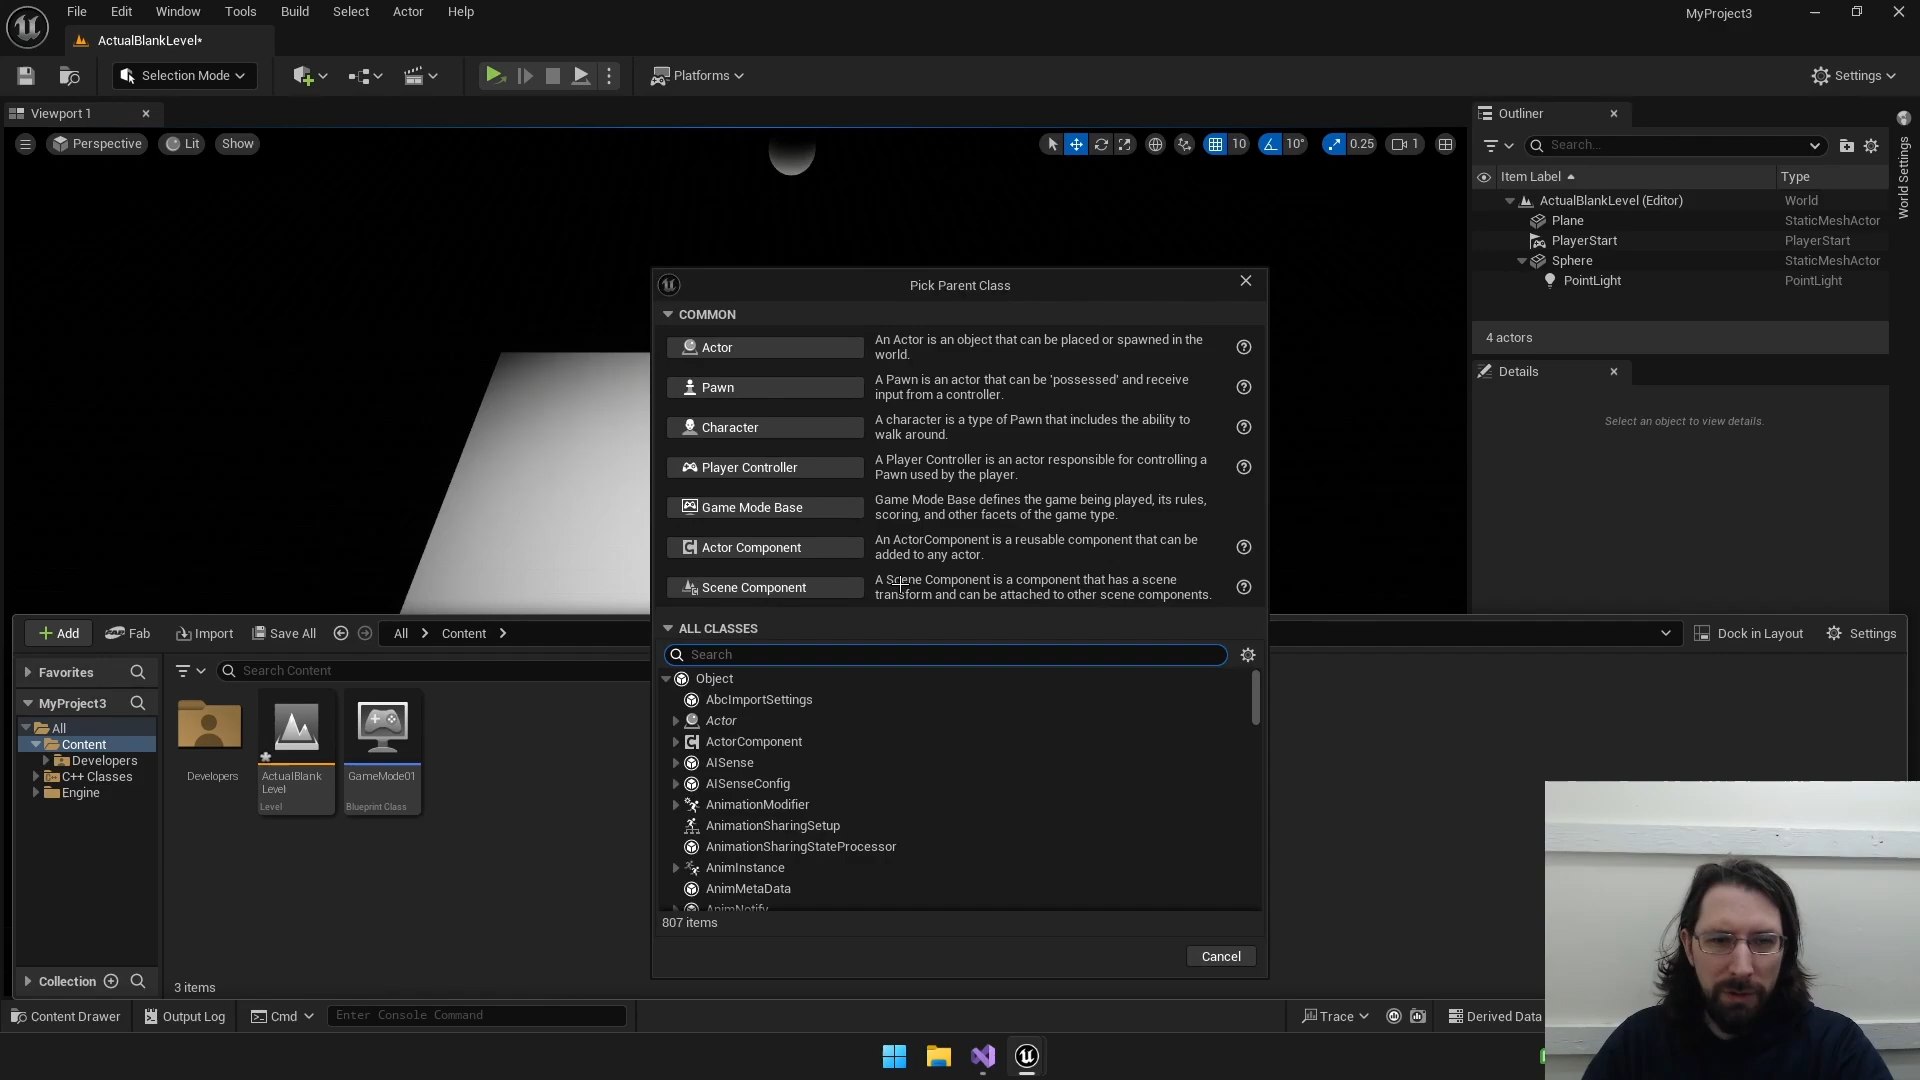 File Edit Window Tools Build Select Actor Help
MyProject3
ActualBlankLevel*
Selection Mode
Platforms
Settings
Viewport 1
Perspective Lit Show
10 10° 0.25 1
Outliner
Search...
Item Label Type
ActualBlankLevel (Editor) World
Plane StaticMeshActor
PlayerStart PlayerStart
Sphere StaticMeshActor
PointLight PointLight
4 actors
World Settings
Details
Select an object to view details.
Pick Parent Class
COMMON
Actor
An Actor is an object that can be placed or spawned in the
world.
Pawn
A Pawn is an actor that can be 'possessed' and receive
input from a controller.
Character
A character is a type of Pawn that includes the ability to
walk around.
Player Controller
A Player Controller is an actor responsible for controlling a
Pawn used by the player.
Game Mode Base
Game Mode Base defines the game being played, its rules,
scoring, and other facets of the game type.
Actor Component
An ActorComponent is a reusable component that can be
added to any actor.
Scene Component
A Scene Component is a component that has a scene
transform and can be attached to other scene components.
ALL CLASSES
Search
Object
AbcImportSettings
Actor
ActorComponent
AISense
AISenseConfig
AnimationModifier
AnimationSharingSetup
AnimationSharingStateProcessor
AnimInstance
AnimMetaData
AnimNotify
807 items
Cancel
Add Fab Import Save All All Content
Dock in Layout Settings
Favorites
MyProject3
All
Content
Developers
C++ Classes
Engine
Collection
Search Content
Developers
ActualBlank
Level
Level
GameMode01
Blueprint Class
3 items
Content Drawer Output Log Cmd Enter Console Command
Trace Derived Data